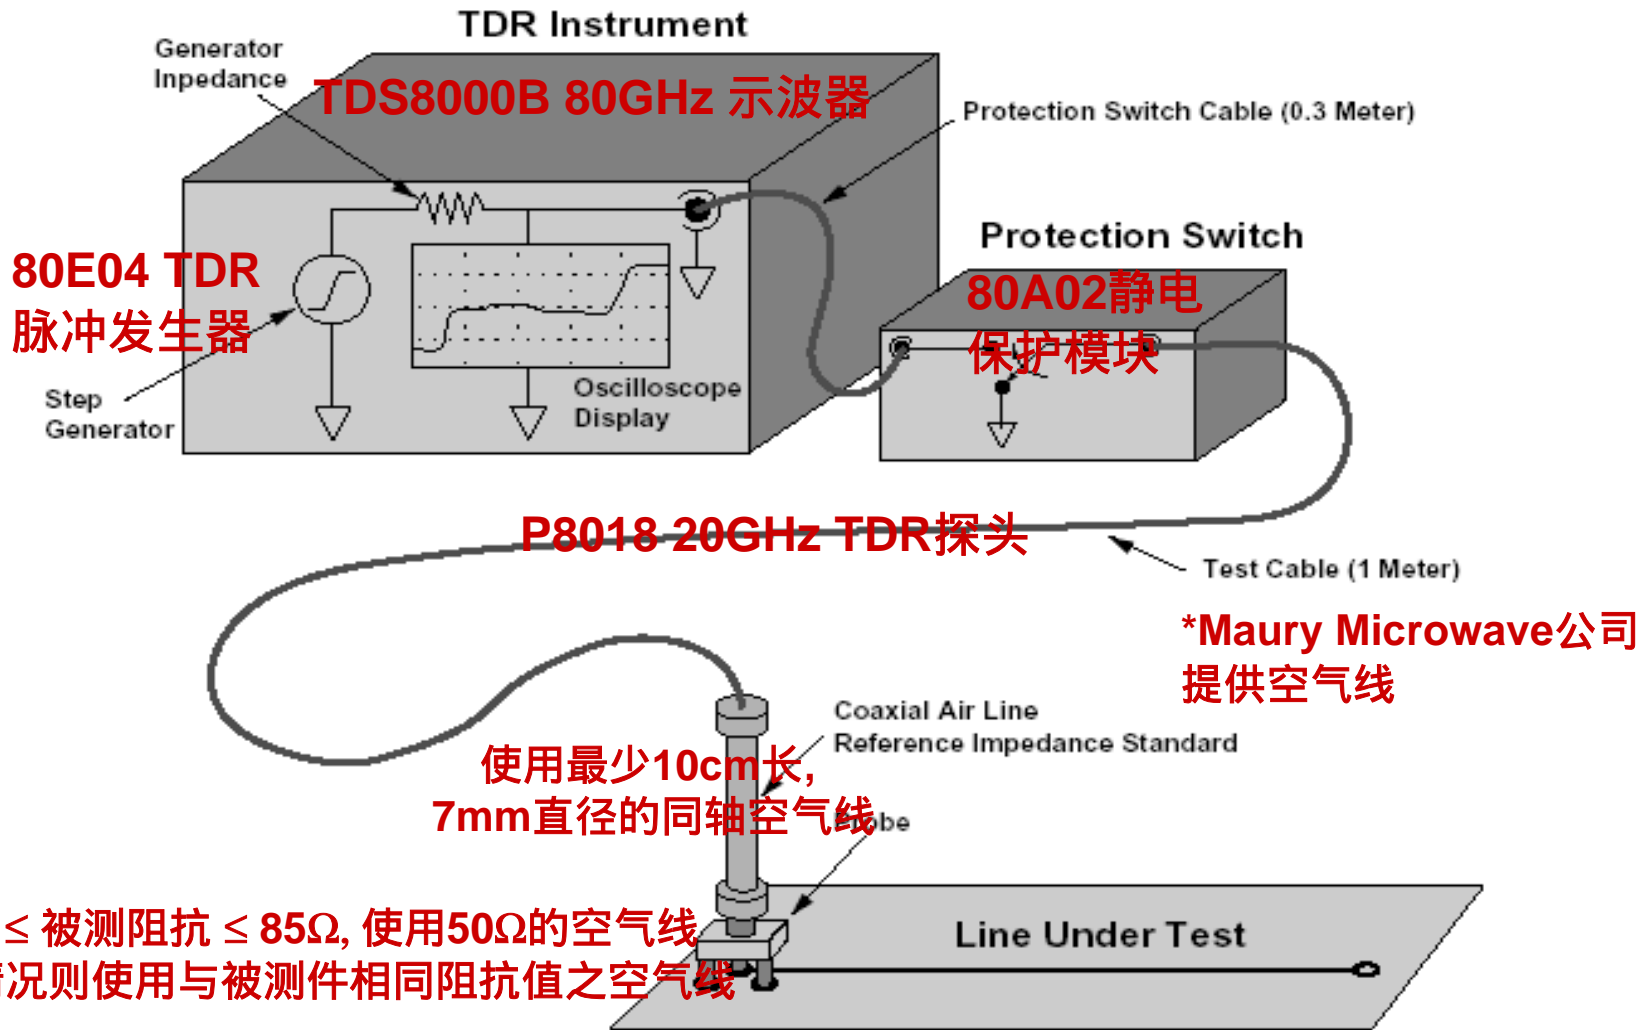 TDR Instrument
Generator
Inpedance
TDS8000B 80GHz 示波器
Protection Switch Cable (0.3 Meter)
Protection Switch
80E04 TDR
脉冲发生器
80A02静电
保护模块
Step
Generator
Oscilloscope
Display
P8018 20GHz TDR探头
Test Cable (1 Meter)
*Maury Microwave公司
提供空气线
Coaxial Air Line
Reference Impedance Standard
使用最少10cm长,
7mm直径的同轴空气线
Probe
≤ 被测阻抗 ≤ 85Ω, 使用50Ω的空气线
况则使用与被测件相同阻抗值之空气线
Line Under Test